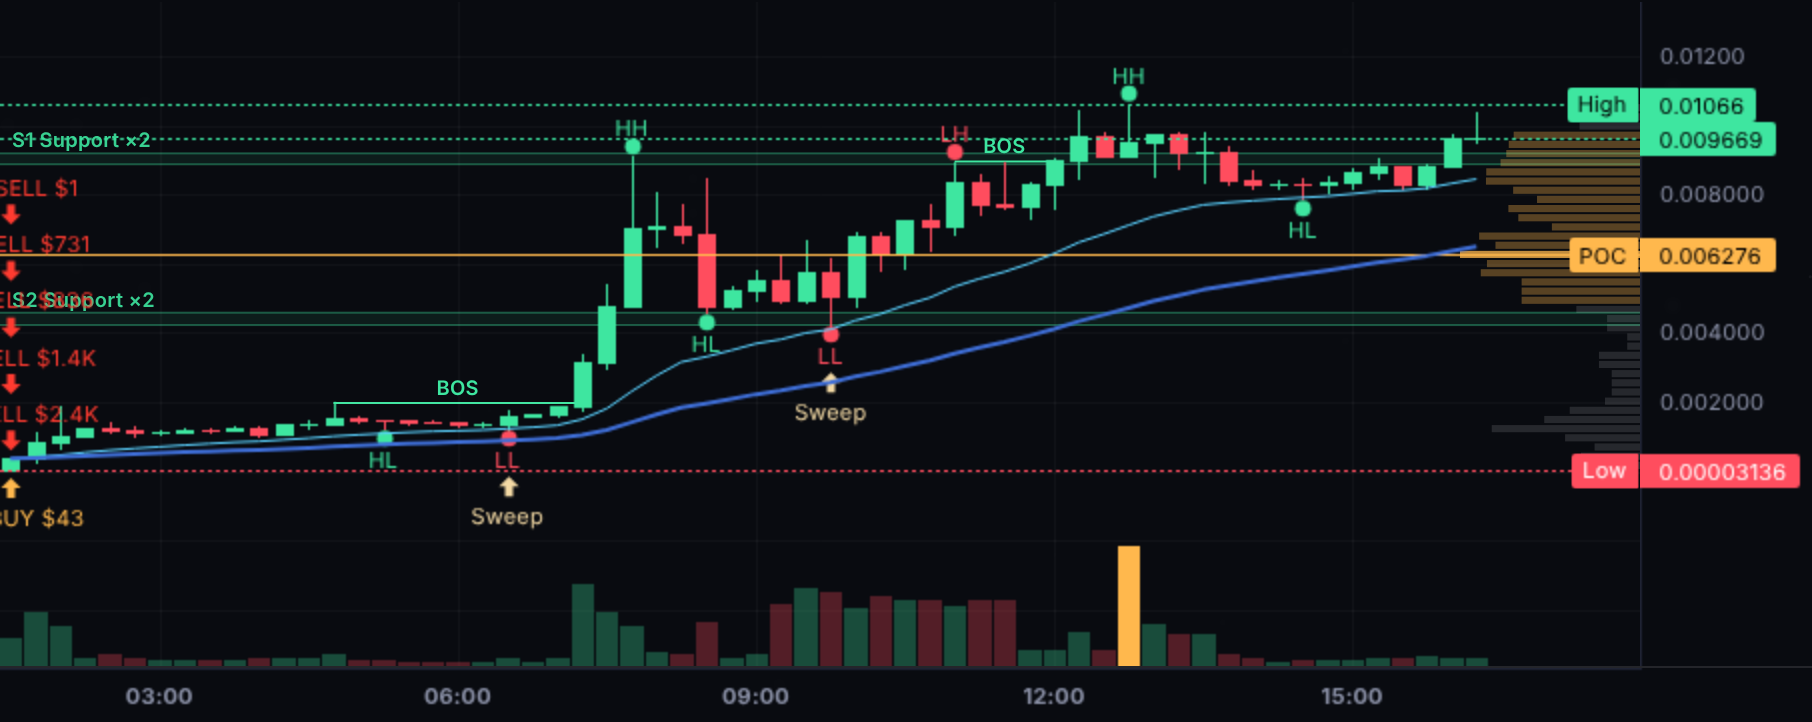 0.01200
HH
High 0.01066
HH
LH
BOS
S1 Support ×2
0.009669
SELL $1
0.008000
HL
ELL $731
POC 0.006276
S2 Support ×2
0.004000
HL
LL
ELL $1.4K
BOS
0.002000
ELL $2.4K
Sweep
HL
LL
Low 0.00003136
BUY $43
Sweep
03:00 06:00 09:00 12:00 15:00